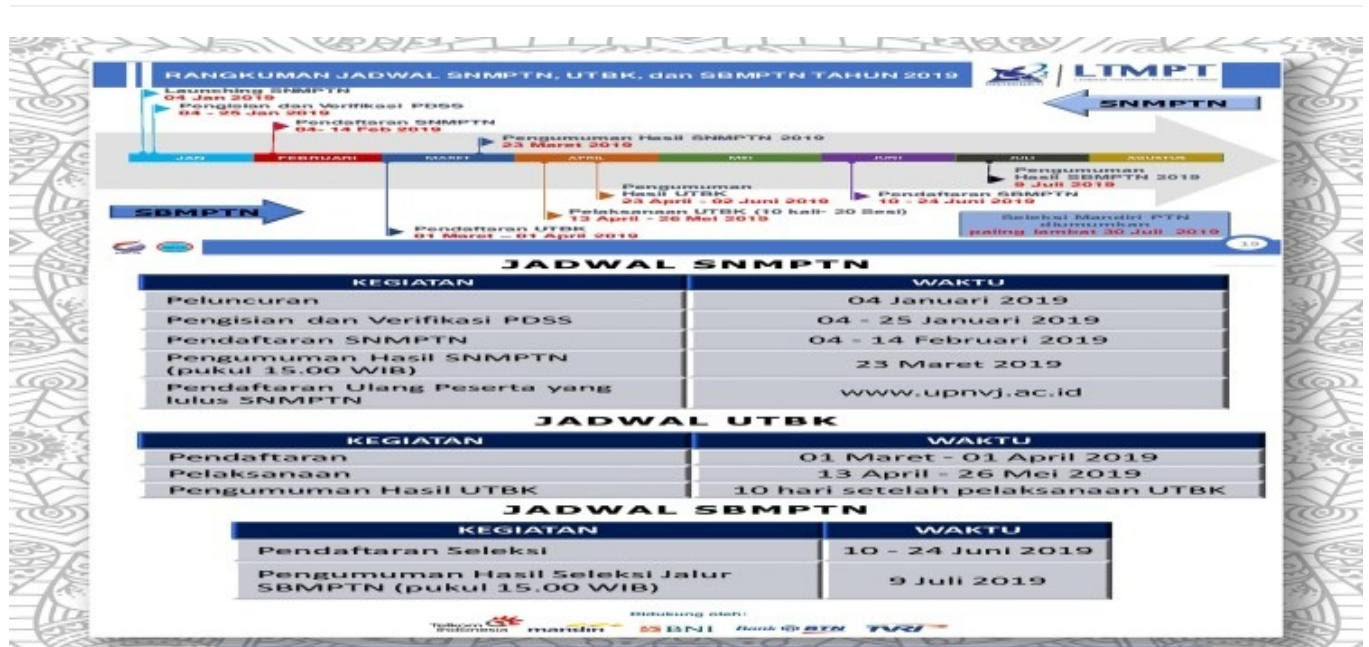 RANGKUMAN JADWAL SNMPTN, UTBK, dan SBMPTN TAHUN 2019
LTMPT
Launching SNMPTN
04 Jan 2019
SNMPTN
Pengisian dan Verifikasi PDSS
04 - 25 Jan 2019
Pendaftaran SNMPTN
04- 14 Feb 2019
Pengumuman Hasil SNMPTN 2019
23 Maret 2019
JAN FEBRUARI MARET APRIL MEI JUNI JULI AGUSTUS
Pengumuman
Hasil SBMPTN 2019
9 Juli 2019
Pengumuman
Hasil UTBK
23 April - 02 Juni 2019
Pendaftaran SBMPTN
10 - 24 Juni 2019
SBMPTN
Pelaksanaan UTBK (10 kali- 20 Sesi)
13 April - 26 Mei 2019
Pendaftaran UTBK
01 Maret – 01 April 2019
Seleksi Mandiri PTN
diumumkan
paling lambat 30 Juli 2019
19
JADWAL SNMPTN
KEGIATAN WAKTU
Peluncuran 04 Januari 2019
Pengisian dan Verifikasi PDSS 04 - 25 Januari 2019
Pendaftaran SNMPTN 04 - 14 Februari 2019
Pengumuman Hasil SNMPTN
(pukul 15.00 WIB) 23 Maret 2019
Pendaftaran Ulang Peserta yang
lulus SNMPTN www.upnvj.ac.id
JADWAL UTBK
KEGIATAN WAKTU
Pendaftaran 01 Maret - 01 April 2019
Pelaksanaan 13 April - 26 Mei 2019
Pengumuman Hasil UTBK 10 hari setelah pelaksanaan UTBK
JADWAL SBMPTN
KEGIATAN WAKTU
Pendaftaran Seleksi 10 - 24 Juni 2019
Pengumuman Hasil Seleksi Jalur
SBMPTN (pukul 15.00 WIB) 9 Juli 2019
Didukung oleh:
Telkom
Indonesia mandiri BNI Bank BTN TVRI